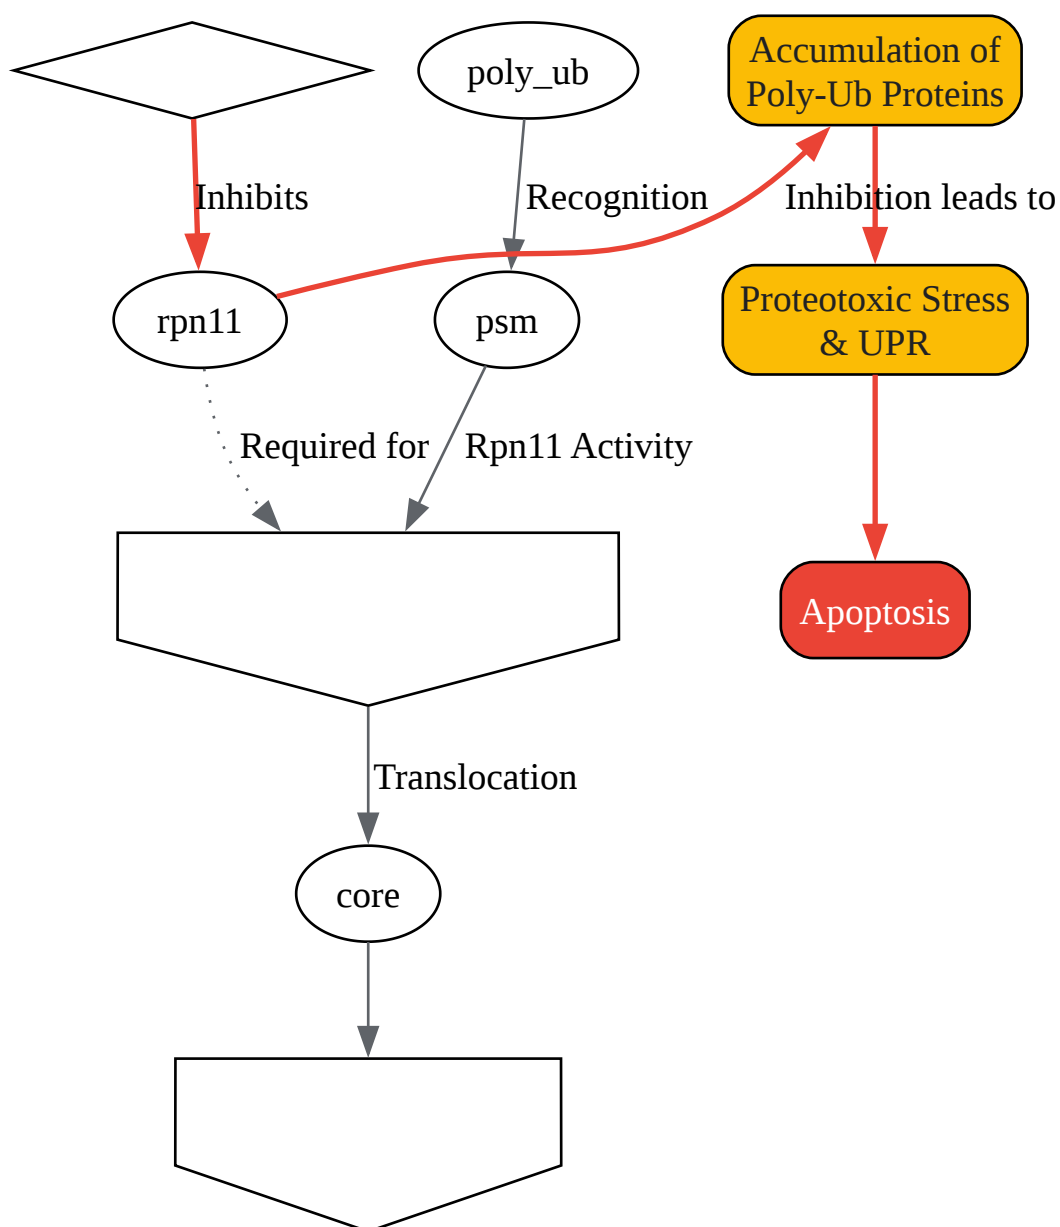 poly_ub
Accumulation of
Poly-Ub Proteins
Inhibits
Recognition
Inhibition leads to
rpn11
psm
Proteotoxic Stress
& UPR
Required for
Rpn11 Activity
Apoptosis
Translocation
core